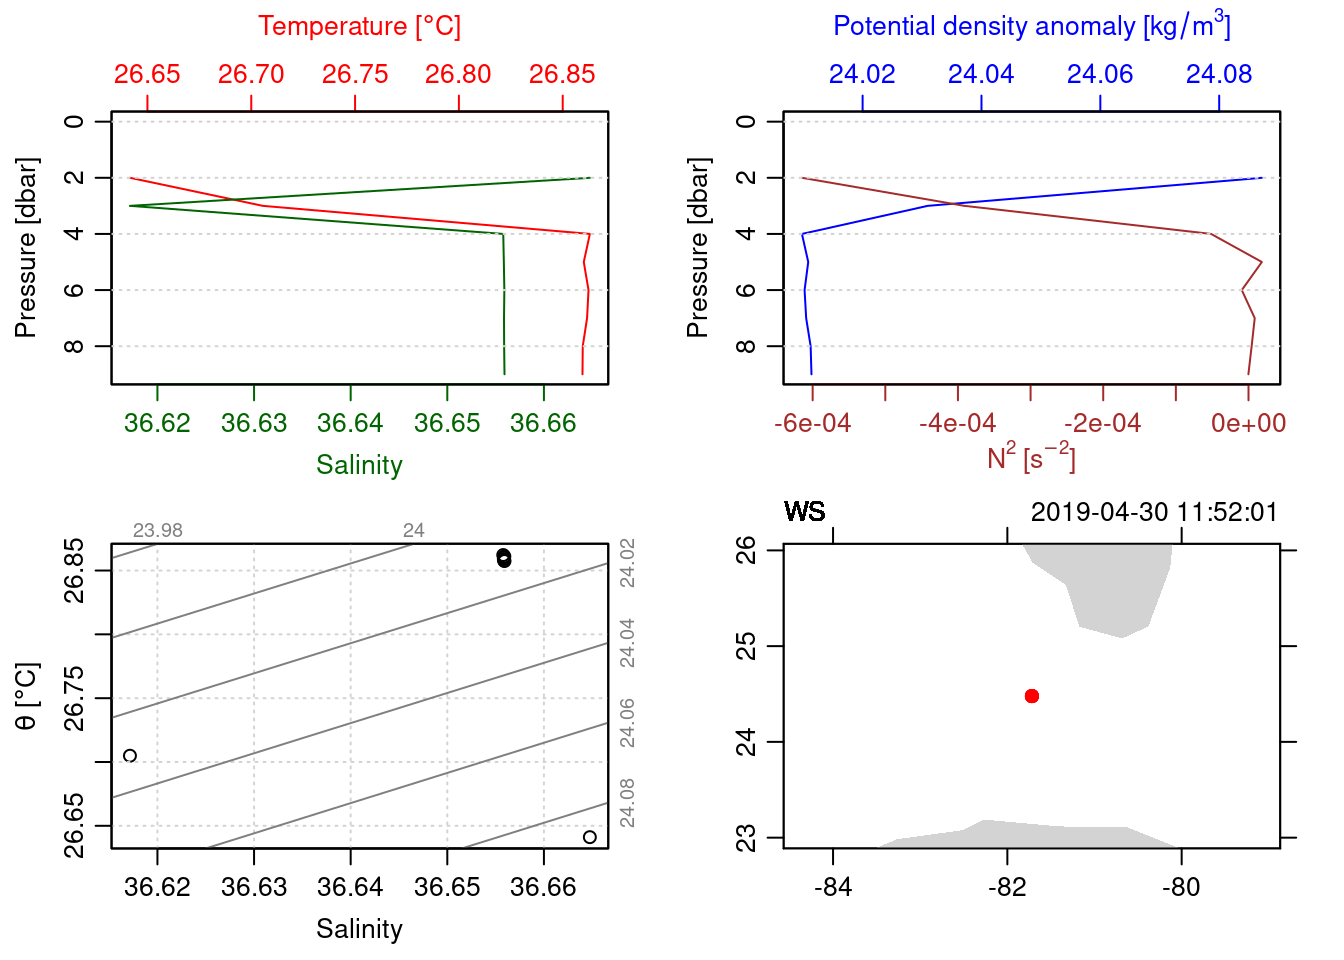 Temperature [°C]
26.65 26.70 26.75 26.80 26.85
Pressure [dbar]
0
2
4
6
8
36.62 36.63 36.64 36.65 36.66
Salinity
Potential density anomaly [kg/m³]
24.02 24.04 24.06 24.08
Pressure [dbar]
0
2
4
6
8
-6e-04 -4e-04 -2e-04 0e+00
N² [s⁻²]
23.98 24
θ [°C]
26.85
26.75
26.65
24.02
24.04
24.06
24.08
36.62 36.63 36.64 36.65 36.66
Salinity
WS 2019-04-30 11:52:01
26
25
24
23
-84 -82 -80